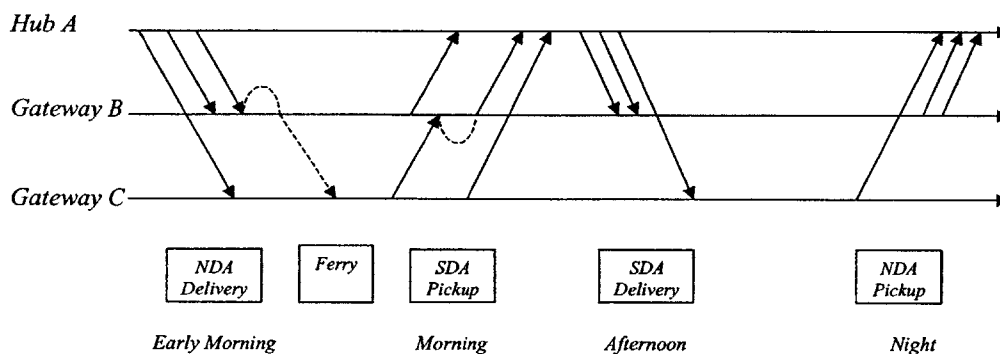 Hub A
Gateway B
Gateway C
NDA
Delivery
Ferry
SDA
Pickup
SDA
Delivery
NDA
Pickup
Early Morning
Morning
Afternoon
Night